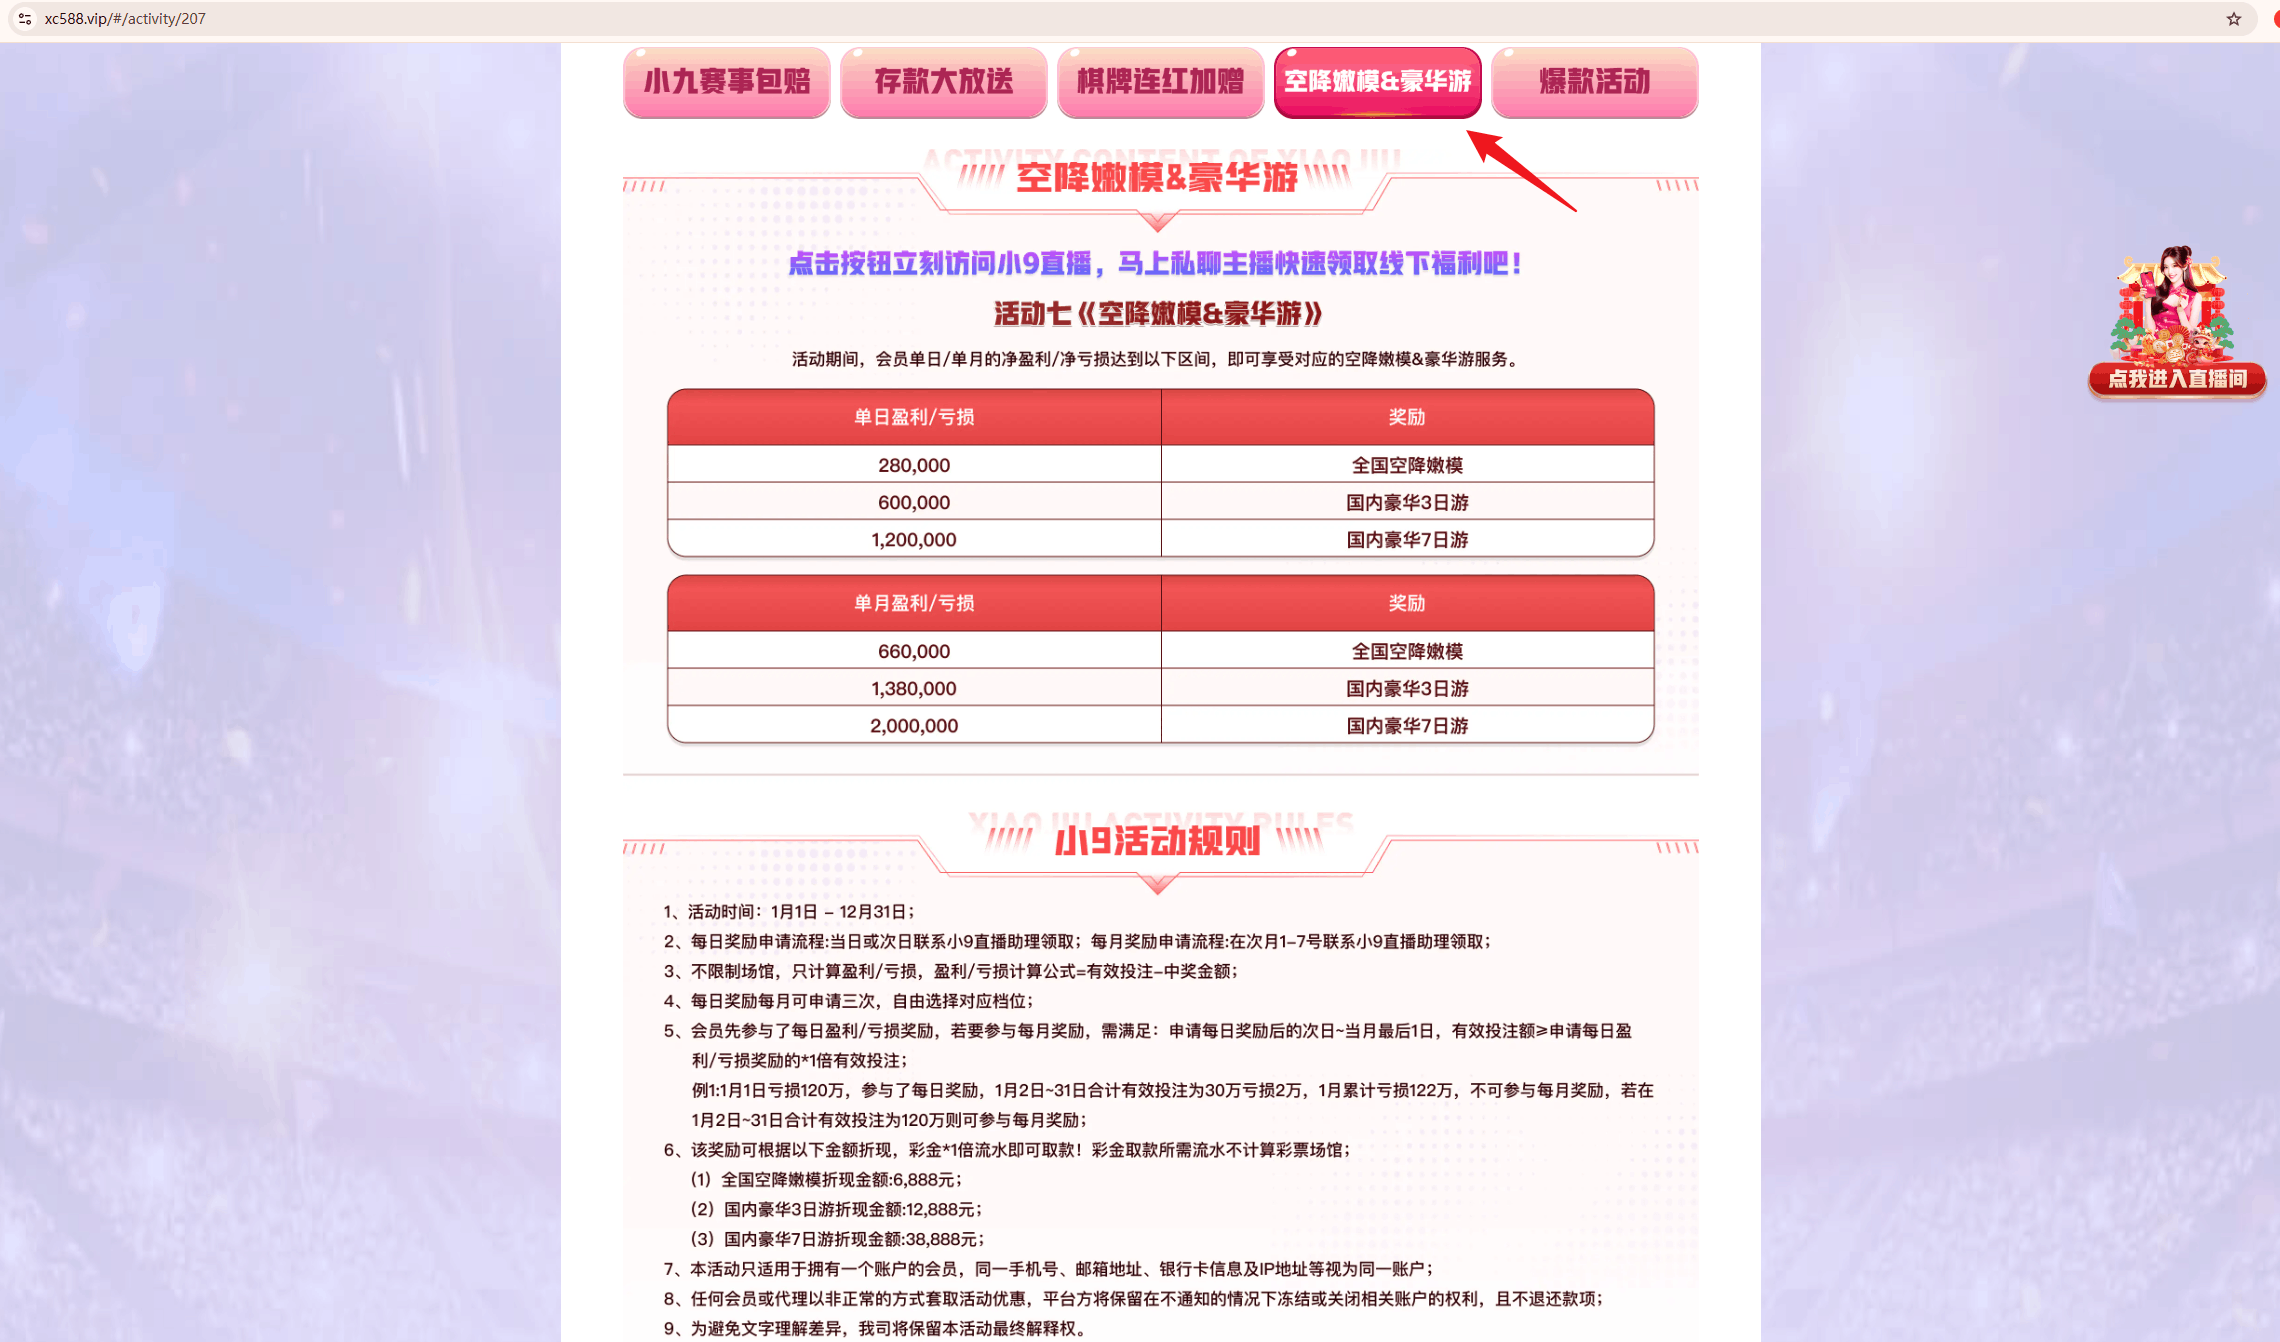 xc588.vip/#/activity/207
小九赛事包赔
存款大放送
棋牌连红加赠
空降嫩模&豪华游
爆款活动
ACTIVITY CONTENT OF XIAO JIU
空降嫩模&豪华游
点击按钮立刻访问小9直播，马上私聊主播快速领取线下福利吧！
活动七《空降嫩模&豪华游》
活动期间，会员单日/单月的净盈利/净亏损达到以下区间，即可享受对应的空降嫩模&豪华游服务。
单日盈利/亏损 奖励
280,000 全国空降嫩模
600,000 国内豪华3日游
1,200,000 国内豪华7日游
单月盈利/亏损 奖励
660,000 全国空降嫩模
1,380,000 国内豪华3日游
2,000,000 国内豪华7日游
点我进入直播间
XIAO JIU ACTIVITY RULES
小9活动规则
1、活动时间：1月1日 – 12月31日；
2、每日奖励申请流程:当日或次日联系小9直播助理领取；每月奖励申请流程:在次月1–7号联系小9直播助理领取；
3、不限制场馆，只计算盈利/亏损，盈利/亏损计算公式=有效投注–中奖金额；
4、每日奖励每月可申请三次，自由选择对应档位；
5、会员先参与了每日盈利/亏损奖励，若要参与每月奖励，需满足：申请每日奖励后的次日~当月最后1日，有效投注额≥申请每日盈
利/亏损奖励的*1倍有效投注；
例1:1月1日亏损120万，参与了每日奖励，1月2日~31日合计有效投注为30万亏损2万，1月累计亏损122万，不可参与每月奖励，若在
1月2日~31日合计有效投注为120万则可参与每月奖励；
6、该奖励可根据以下金额折现，彩金*1倍流水即可取款！彩金取款所需流水不计算彩票场馆；
（1）全国空降嫩模折现金额:6,888元；
（2）国内豪华3日游折现金额:12,888元；
（3）国内豪华7日游折现金额:38,888元；
7、本活动只适用于拥有一个账户的会员，同一手机号、邮箱地址、银行卡信息及IP地址等视为同一账户；
8、任何会员或代理以非正常的方式套取活动优惠，平台方将保留在不通知的情况下冻结或关闭相关账户的权利，且不退还款项；
9、为避免文字理解差异，我司将保留本活动最终解释权。